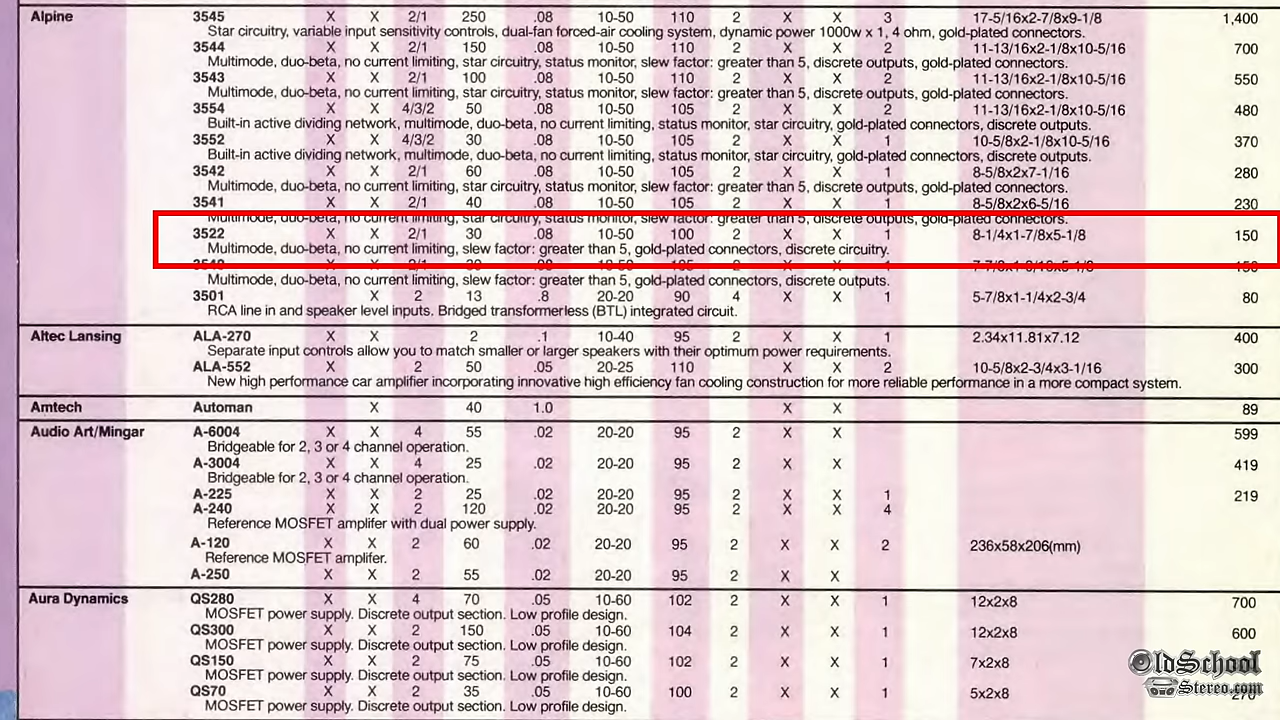 Alpine 3545 X X 2/1 250 .08 10-50 110 2 X X 3 17-5/16x2-7/8x9-1/8 1,400
Star circuitry, variable input sensitivity controls, dual-fan forced-air cooling system, dynamic power 1000w x 1, 4 ohm, gold-plated connectors.
3544 X X 2/1 150 .08 10-50 110 2 X X 2 11-13/16x2-1/8x10-5/16 700
Multimode, duo-beta, no current limiting, star circuitry, status monitor, slew factor: greater than 5, discrete outputs, gold-plated connectors.
3543 X X 2/1 100 .08 10-50 110 2 X X 2 11-13/16x2-1/8x10-5/16 550
Multimode, duo-beta, no current limiting, star circuitry, status monitor, slew factor: greater than 5, discrete outputs, gold-plated connectors.
3554 X X 4/3/2 50 .08 10-50 105 2 X X 2 11-13/16x2-1/8x10-5/16 480
Built-in active dividing network, multimode, duo-beta, no current limiting, status monitor, star circuitry, gold-plated connectors, discrete outputs.
3552 X X 4/3/2 30 .08 10-50 105 2 X X 1 10-5/8x2-1/8x10-5/16 370
Built-in active dividing network, multimode, duo-beta, no current limiting, status monitor, star circuitry, gold-plated connectors, discrete outputs.
3542 X X 2/1 60 .08 10-50 105 2 X X 1 8-5/8x2x7-1/16 280
Multimode, duo-beta, no current limiting, star circuitry, status monitor, slew factor: greater than 5, discrete outputs, gold-plated connectors.
3541 X X 2/1 40 .08 10-50 105 2 X X 1 8-5/8x2x6-5/16 230
Multimode, duo-beta, no current limiting, star circuitry, status monitor, slew factor: greater than 5, discrete outputs, gold-plated connectors.
3522 X X 2/1 30 .08 10-50 100 2 X X 1 8-1/4x1-7/8x5-1/8 150
Multimode, duo-beta, no current limiting, slew factor: greater than 5, gold-plated connectors, discrete circuitry.
Multimode, duo-beta, no current limiting, slew factor: greater than 5, gold-plated connectors, discrete outputs.
3501 X 2 13 .8 20-20 90 4 X X 1 5-7/8x1-1/4x2-3/4 80
RCA line in and speaker level inputs. Bridged transformerless (BTL) integrated circuit.
Altec Lansing ALA-270 X X 2 .1 10-40 95 2 X X 1 2.34x11.81x7.12 400
Separate input controls allow you to match smaller or larger speakers with their optimum power requirements.
ALA-552 X 2 50 .05 20-25 110 X X 2 10-5/8x2-3/4x3-1/16 300
New high performance car amplifier incorporating innovative high efficiency fan cooling construction for more reliable performance in a more compact system.
Amtech Automan X 40 1.0 X X 89
Audio Art/Mingar A-6004 X X 4 55 .02 20-20 95 2 X X 599
Bridgeable for 2, 3 or 4 channel operation.
A-3004 X X 4 25 .02 20-20 95 2 X X 419
Bridgeable for 2, 3 or 4 channel operation.
A-225 X X 2 25 .02 20-20 95 2 X X 1 219
A-240 X X 2 120 .02 20-20 95 2 X X 4
Reference MOSFET amplifer with dual power supply.
A-120 X X 2 60 .02 20-20 95 2 X X 2 236x58x206(mm)
Reference MOSFET amplifer.
A-250 X X 2 55 .02 20-20 95 2 X X
Aura Dynamics QS280 X X 4 70 .05 10-60 102 2 X X 1 12x2x8 700
MOSFET power supply. Discrete output section. Low profile design.
QS300 X X 2 150 .05 10-60 104 2 X X 1 12x2x8 600
MOSFET power supply. Discrete output section. Low profile design.
QS150 X X 2 75 .05 10-60 102 2 X X 1 7x2x8
MOSFET power supply. Discrete output section. Low profile design.
QS70 X X 2 35 .05 10-60 100 2 X X 1 5x2x8 270
MOSFET power supply. Discrete output section. Low profile design.
OldSchool
Stereo.com